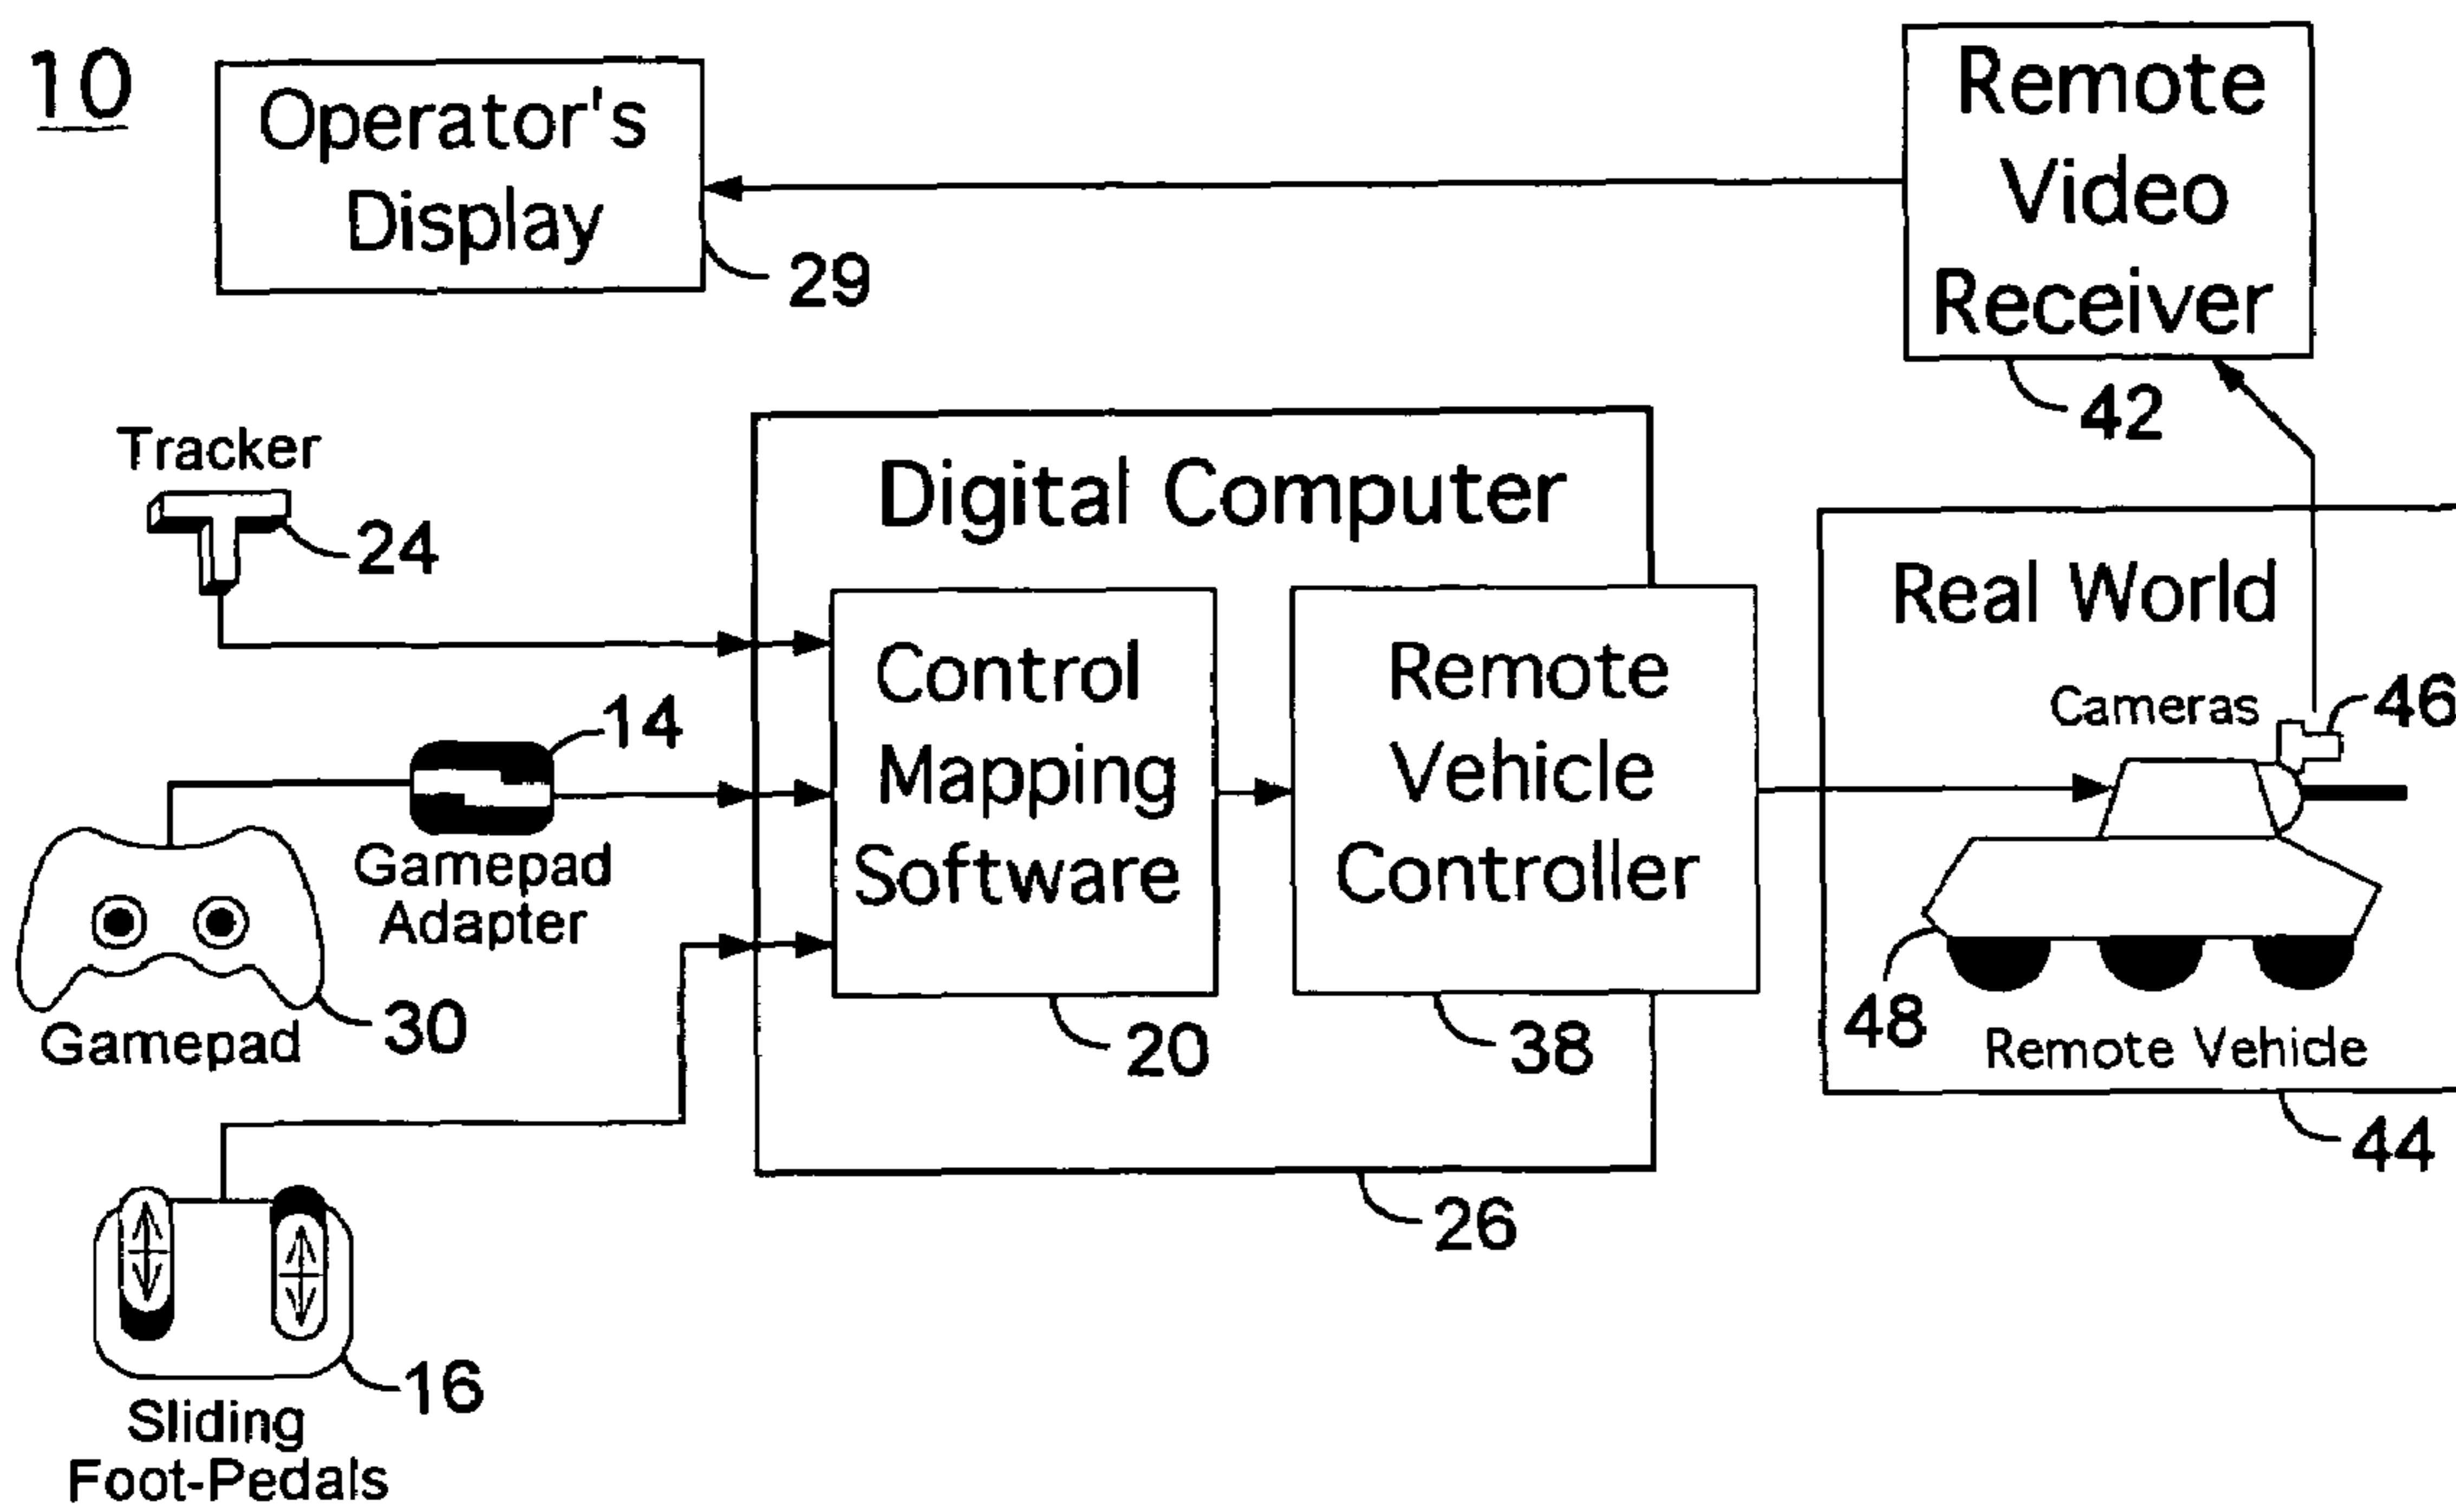 10
Operator's
Display
29
Remote
Video
Receiver
42
Tracker
24
Digital Computer
Control
Mapping
Software
20
Remote
Vehicle
Controller
38
26
14
Gamepad
Adapter
30
Gamepad
16
Sliding
Foot-Pedals
Real World
Cameras
46
48
Remote Vehicle
44